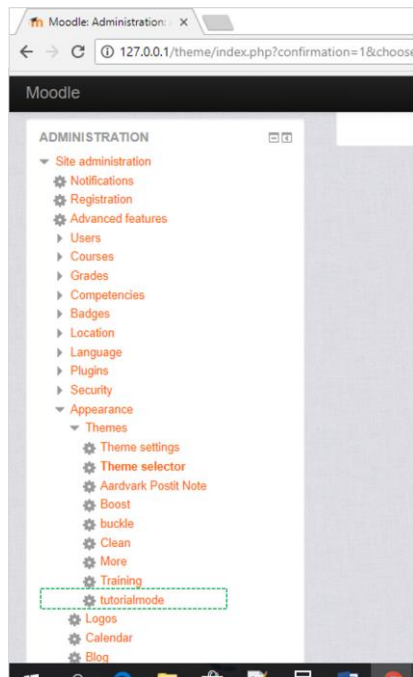 Moodle: Administration:
127.0.0.1/theme/index.php?confirmation=1&choose
Moodle
ADMINISTRATION
Site administration
Notifications
Registration
Advanced features
Users
Courses
Grades
Competencies
Badges
Location
Language
Plugins
Security
Appearance
Themes
Theme settings
Theme selector
Aardvark Postit Note
Boost
buckle
Clean
More
Training
tutorialmode
Logos
Calendar
Blog